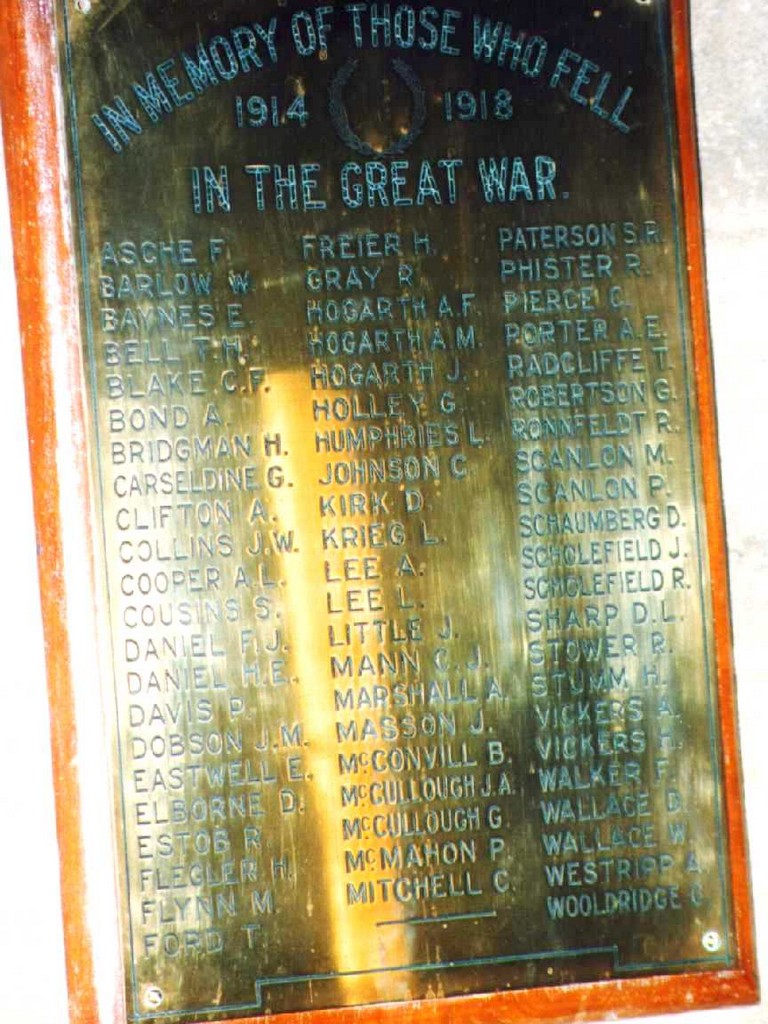 IN MEMORY OF THOSE WHO FELL
1914 1918
IN THE GREAT WAR.
ASCHE F.
BARLOW W.
BAYNES E.
BELL T.H.
BLAKE C.F.
BOND A.
BRIDGMAN H.
CARSELDINE G.
CLIFTON A.
COLLINS J.W.
COOPER A.L.
COUSINS S.
DANIEL F.J.
DANIEL H.E.
DAVIS P.
DOBSON J.M.
EASTWELL E.
ELBORNE D.
ESTOB R.
FLEGLER H.
FLYNN M.
FORD T.
FREIER H.
GRAY R.
HOGARTH A.F.
HOGARTH A.M.
HOGARTH J.
HOLLEY G.
HUMPHRIES L.
JOHNSON C.
KIRK D.
KRIEG L.
LEE A.
LEE L.
LITTLE J.
MANN C.J.
MARSHALL A.
MASSON J.
McCONVILL B.
McCULLOUGH J.A.
McCULLOUGH G.
McMAHON P.
MITCHELL C.
PATERSON S.R.
PHISTER R.
PIERCE C.
PORTER A.E.
RADCLIFFE T.
ROBERTSON G.
RONNFELDT R.
SCANLON M.
SCANLON P.
SCHAUMBERG D.
SCHOLEFIELD J.
SCHOLEFIELD R.
SHARP D.L.
STOWER R.
STUMM H.
VICKERS A.
VICKERS
WALKER F.
WALLACE D.
WALLACE W.
WESTRIPP A.
WOOLDRIDGE C.